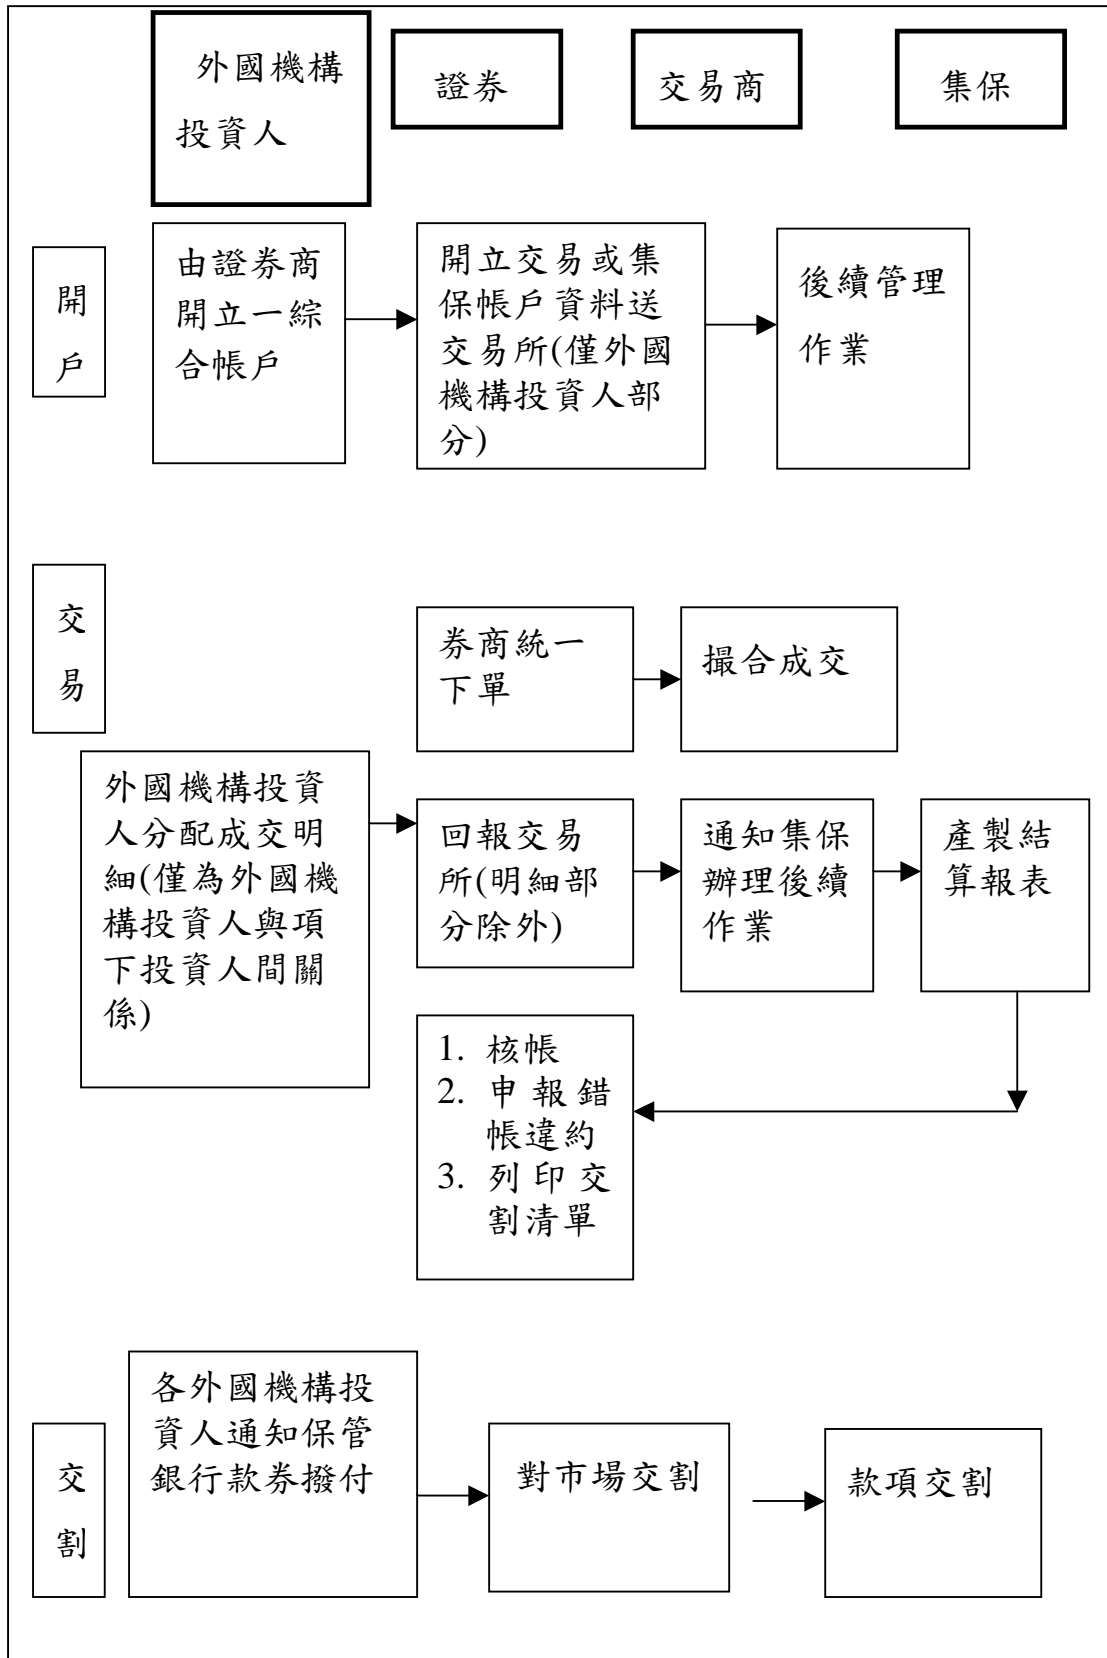 外國機構
投資人
證券
交易商
集保
開
戶
由證券商
開立一綜
合帳戶
開立交易或集
保帳戶資料送
交易所(僅外國
機構投資人部
分)
後續管理
作業
交
易
券商統一
下單
撮合成交
外國機構投資
人分配成交明
細(僅為外國機
構投資人與項
下投資人間關
係)
回報交易
所(明細部
分除外)
通知集保
辦理後續
作業
產製結
算報表
1. 核帳
2. 申報錯
帳違約
3. 列印交
割清單
交
割
各外國機構投
資人通知保管
銀行款券撥付
對市場交割
款項交割